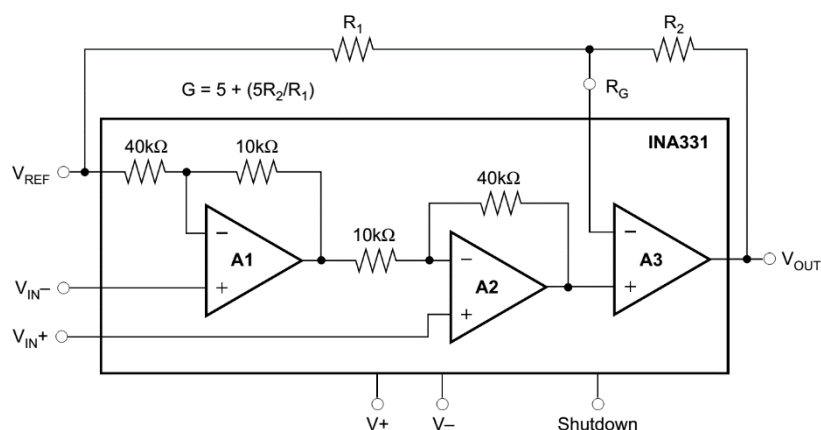 R1
R2
G = 5 + (5R2/R1)
RG
40kΩ
10kΩ
INA331
VREF
40kΩ
10kΩ
−
A1
+
−
A2
+
−
A3
+
VOUT
VIN−
VIN+
V+
V−
Shutdown